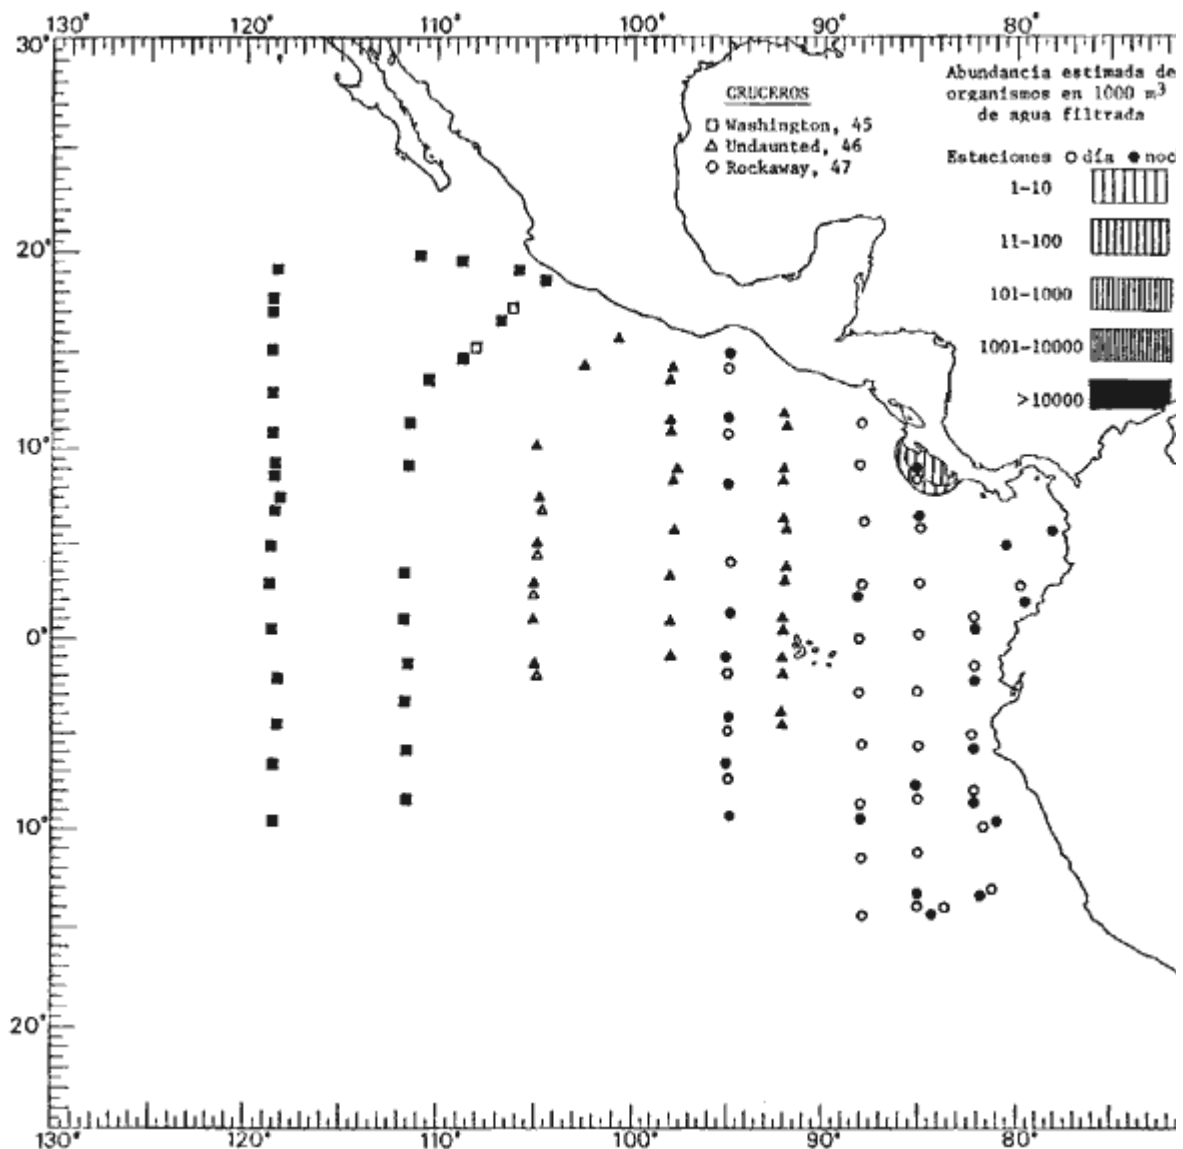 130° 120° 110° 100° 90° 80°
30°
20°
10°
0°
10°
20°
130° 120° 110° 100° 90° 80°
CRUCEROS
□ Washington, 45
△ Undaunted, 46
○ Rockaway, 47
Abundancia estimada de
organismos en 1000 m³
de agua filtrada
Estaciones ○ día ● noc
1-10
11-100
101-1000
1001-10000
>10000